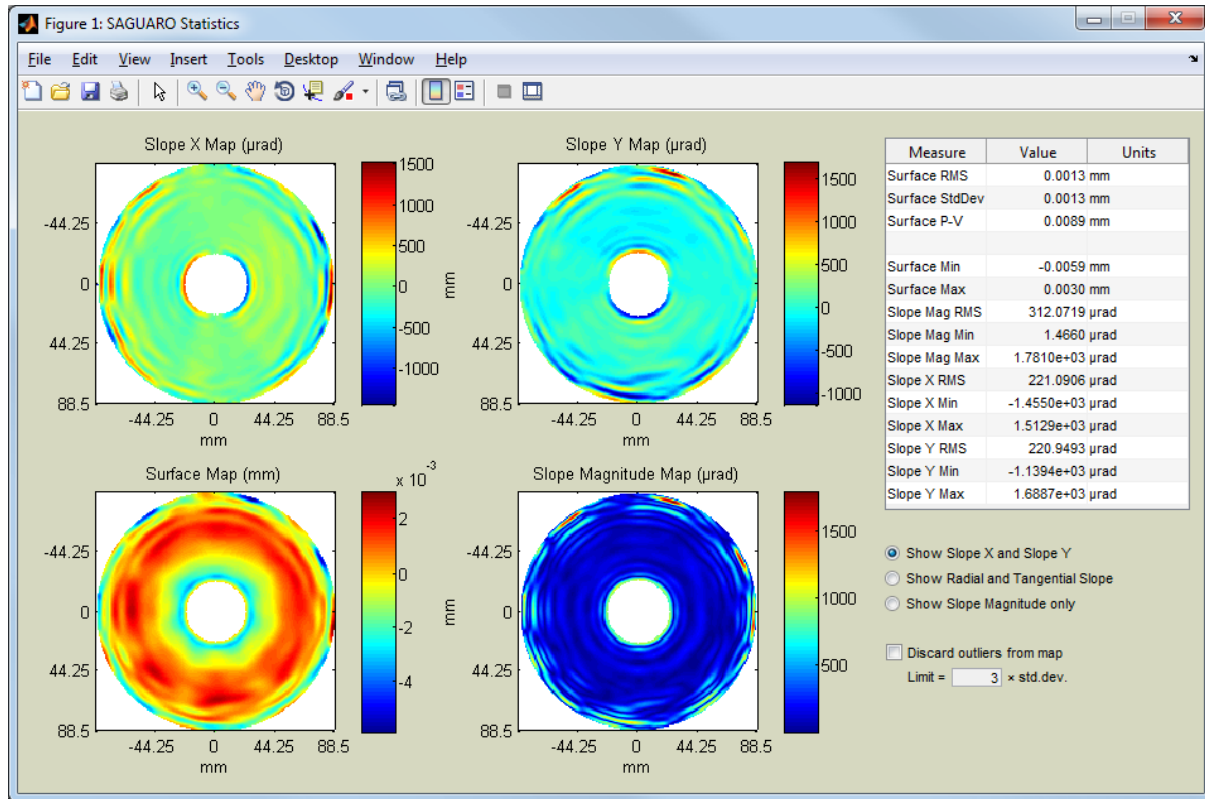 Figure 1: SAGUARO Statistics
File Edit View Insert Tools Desktop Window Help
Slope X Map (µrad)
-44.25
0
44.25
88.5
-44.25 0 44.25 88.5
mm
1500
1000
500
0
-500
-1000
Slope Y Map (µrad)
mm
-44.25
0
44.25
88.5
-44.25 0 44.25 88.5
mm
1500
1000
500
0
-500
-1000
Surface Map (mm)
x 10-3
-44.25
0
44.25
88.5
-44.25 0 44.25 88.5
mm
2
0
-2
-4
Slope Magnitude Map (µrad)
mm
-44.25
0
44.25
88.5
-44.25 0 44.25 88.5
mm
1500
1000
500
Measure Value Units
Surface RMS 0.0013 mm
Surface StdDev 0.0013 mm
Surface P-V 0.0089 mm
Surface Min -0.0059 mm
Surface Max 0.0030 mm
Slope Mag RMS 312.0719 µrad
Slope Mag Min 1.4660 µrad
Slope Mag Max 1.7810e+03 µrad
Slope X RMS 221.0906 µrad
Slope X Min -1.4550e+03 µrad
Slope X Max 1.5129e+03 µrad
Slope Y RMS 220.9493 µrad
Slope Y Min -1.1394e+03 µrad
Slope Y Max 1.6887e+03 µrad
Show Slope X and Slope Y
Show Radial and Tangential Slope
Show Slope Magnitude only
Discard outliers from map
Limit = 3 × std.dev.